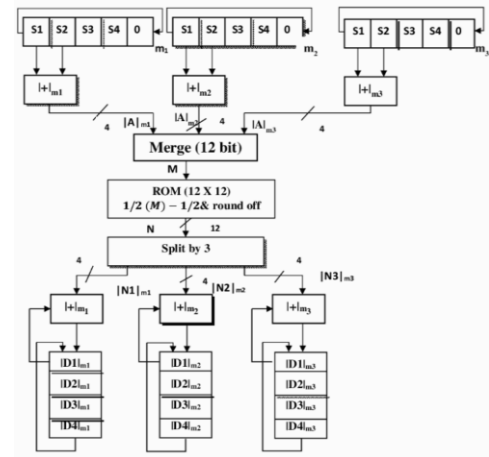 S1 S2 S3 S4 0 m1
S1 S2 S3 S4 0 m2
S1 S2 S3 S4 0 m3
|+|m1 |+|m2 |+|m3
4 |A|m1 |A|m2 4 |A|m3 4
Merge (12 bit)
M
ROM (12 X 12)
1/2 (M) − 1/2& round off
N 12
Split by 3
4 4 4
|N1|m1 |N2|m2 |N3|m3
|+|m1 |+|m2 |+|m3
|D1|m1 |D1|m2 |D1|m3
|D2|m1 |D2|m2 |D2|m3
|D3|m1 |D3|m2 |D3|m3
|D4|m1 |D4|m2 |D4|m3